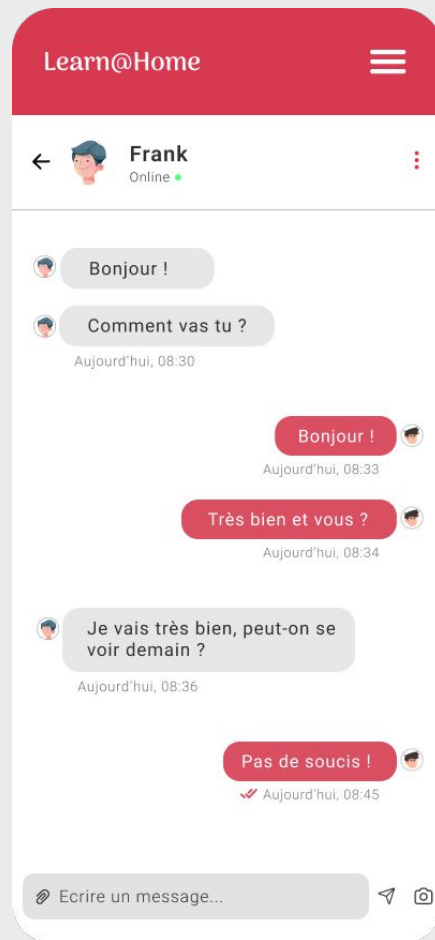 Learn@Home
Frank
Online
Bonjour !
Comment vas tu ?
Aujourd'hui, 08:30
Bonjour !
Aujourd'hui, 08:33
Très bien et vous ?
Aujourd'hui, 08:34
Je vais très bien, peut-on se
voir demain ?
Aujourd'hui, 08:36
Pas de soucis !
Aujourd'hui, 08:45
Ecrire un message...